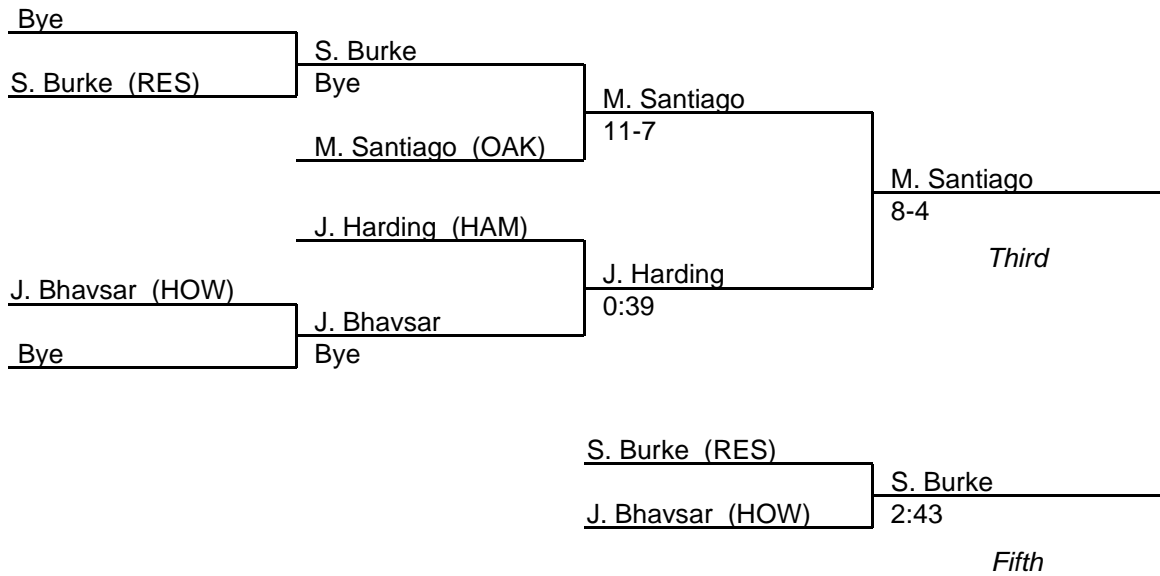 Bye
S. Burke
S. Burke (RES)
Bye
M. Santiago
11-7
M. Santiago (OAK)
M. Santiago
8-4
J. Harding (HAM)
Third
J. Harding
J. Bhavsar (HOW)
0:39
J. Bhavsar
Bye
Bye
S. Burke (RES)
S. Burke
J. Bhavsar (HOW)
2:43
Fifth